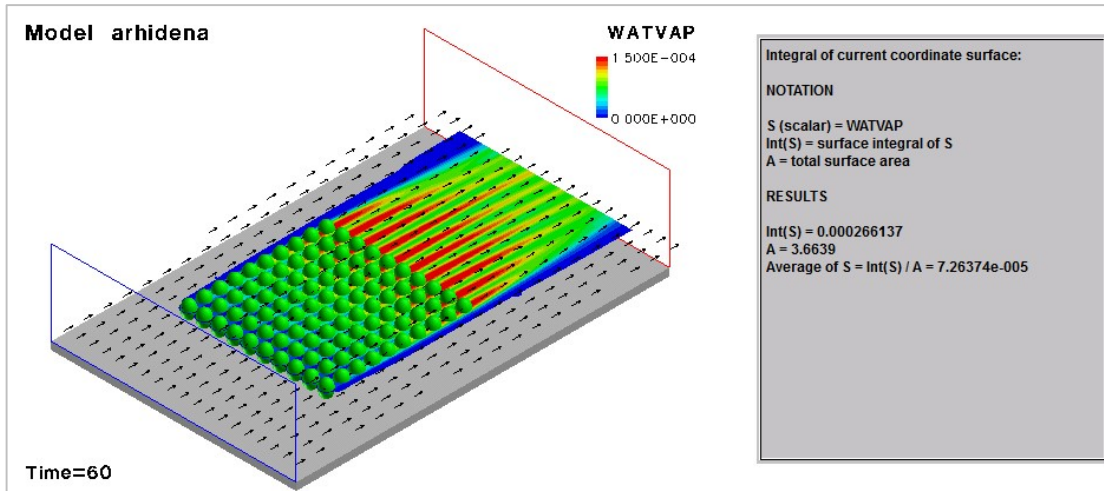 Model arhidena
WATVAP
1 500E-004
0 000E+000
Time=60
Integral of current coordinate surface:
NOTATION
S (scalar) = WATVAP
Int(S) = surface integral of S
A = total surface area
RESULTS
Int(S) = 0.000266137
A = 3.6639
Average of S = Int(S) / A = 7.26374e-005